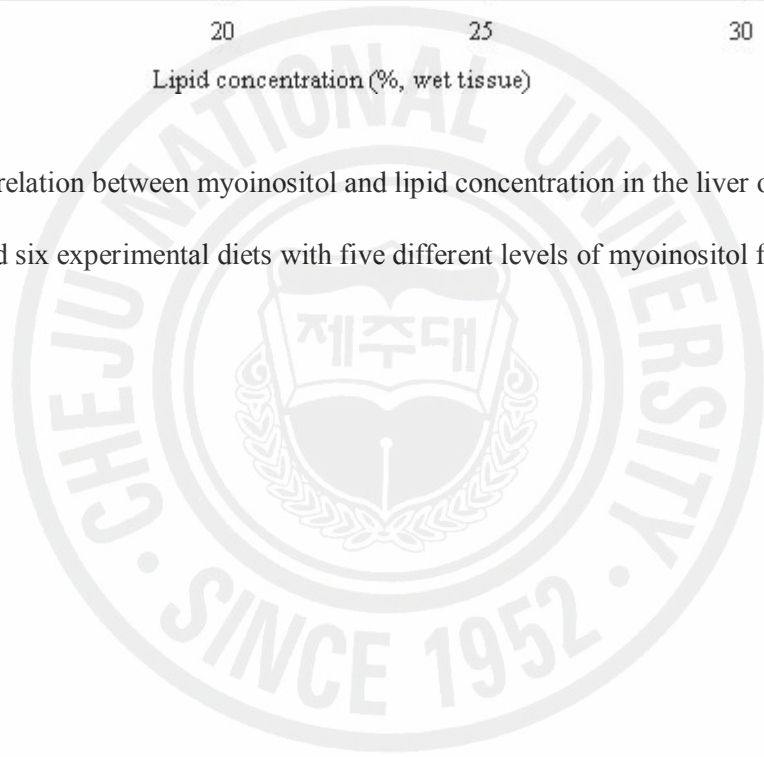 20 25 30
Lipid concentration (%, wet tissue)
relation between myoinositol and lipid concentration in the liver
d six experimental diets with five different levels of myoinositol
CHEJU NATIONAL UNIVERSITY
제주대
SINCE 1952